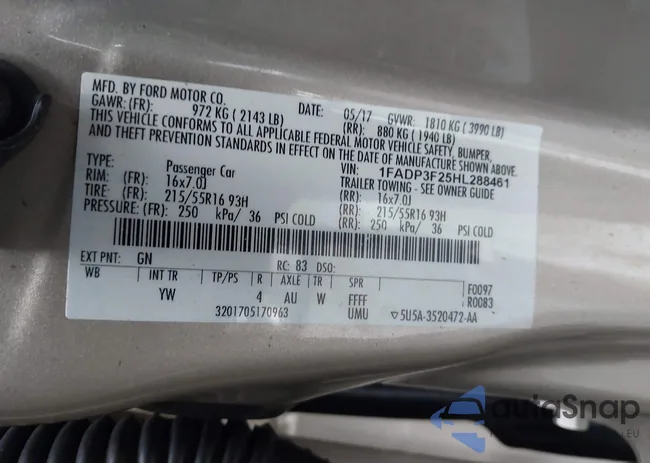 MFD. BY FORD MOTOR CO.
DATE: 05/17 GVWR: 1810 KG ( 3990 LB)
GAWR: (FR): 972 KG ( 2143 LB) (RR): 880 KG ( 1940 LB)
THIS VEHICLE CONFORMS TO ALL APPLICABLE FEDERAL MOTOR VEHICLE SAFETY, BUMPER,
AND THEFT PREVENTION STANDARDS IN EFFECT ON THE DATE OF MANUFACTURE SHOWN ABOVE.
VIN: 1FADP3F25HL288461
TYPE: Passenger Car TRAILER TOWING - SEE OWNER GUIDE
RIM: (FR): 16x7.0J (RR): 16x7.0J
TIRE: (FR): 215/55R16 93H (RR): 215/55R16 93H
PRESSURE: (FR): 250 kPa/ 36 PSI COLD (RR): 250 kPa/ 36 PSI COLD
EXT PNT: GN RC: 83 DSO: F0097
WB INT TR TP/PS R AXLE TR SPR R0083
YW 4 AU W FFFF
3201705170963 UMU ▽5U5A-3520472-AA
autoSnap
.EU